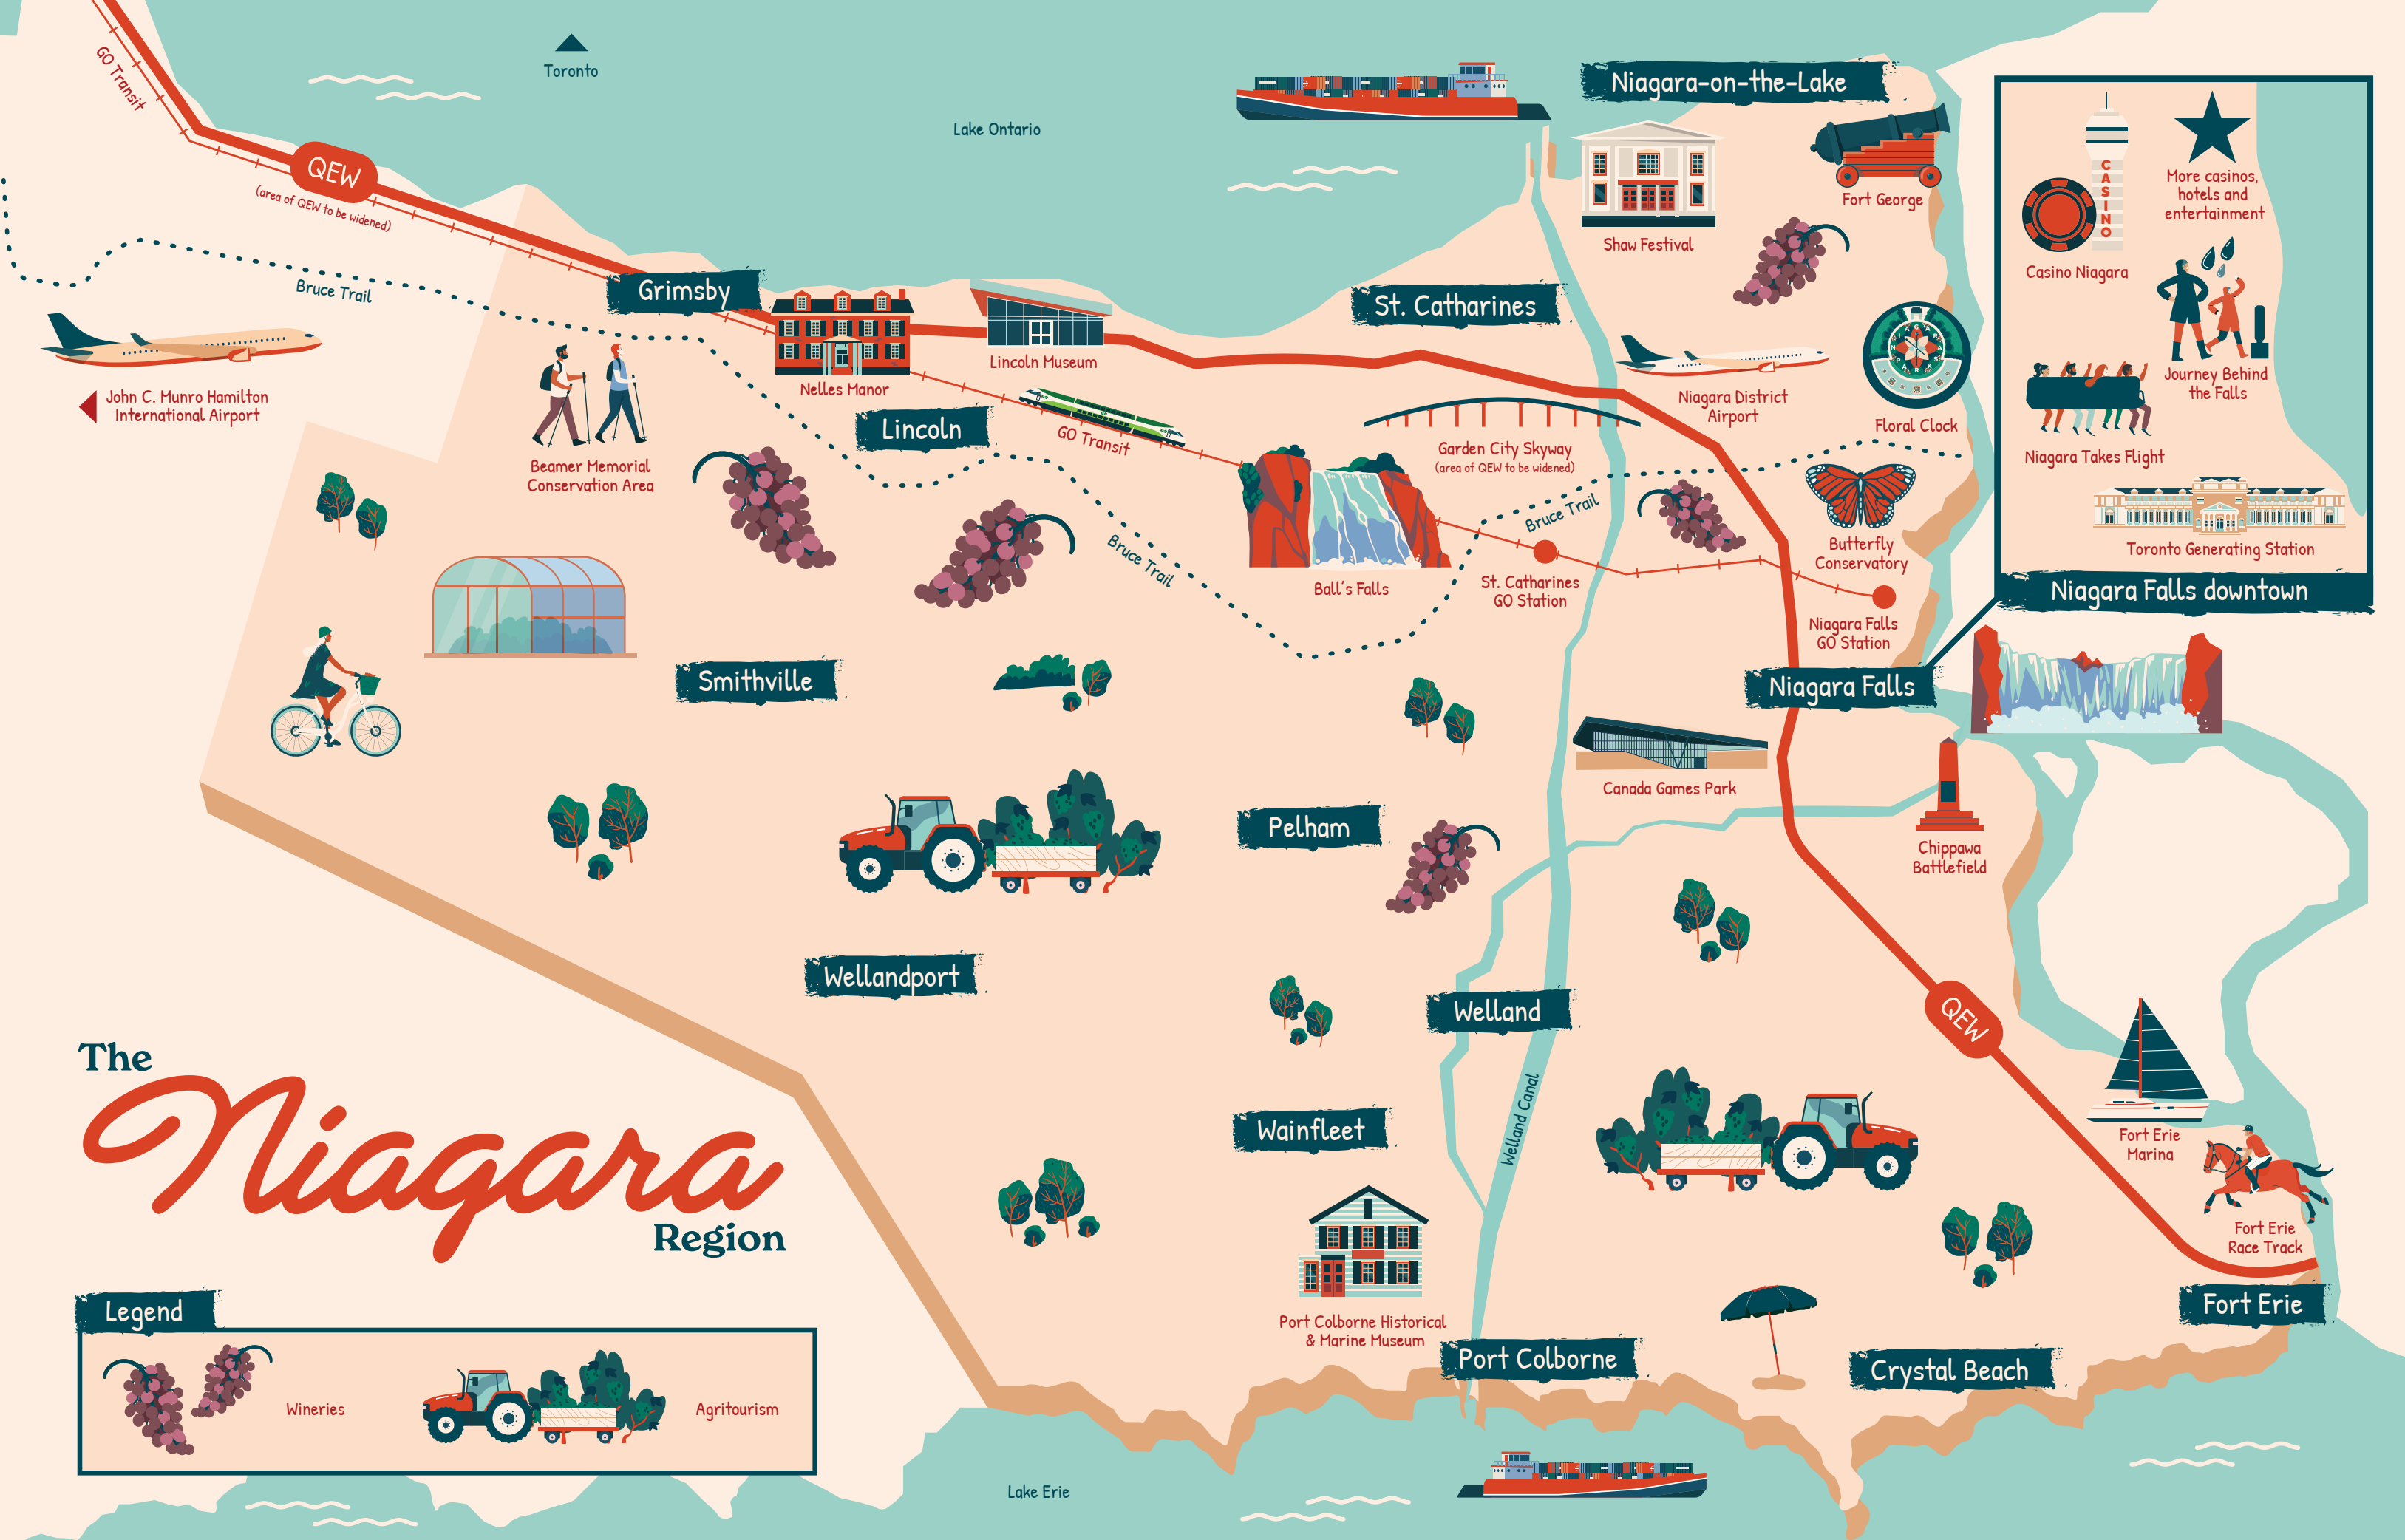 GO Transit
Toronto
Lake Ontario
Niagara-on-the-Lake
QEW
(area of QEW to be widened)
Fort George
Shaw Festival
CASINO
Casino Niagara
More casinos,
hotels and
entertainment
Journey Behind
the Falls
Niagara Takes Flight
Toronto Generating Station
Niagara Falls downtown
Bruce Trail
John C. Munro Hamilton
International Airport
Grimsby
Nelles Manor
Lincoln Museum
St. Catharines
Niagara District
Airport
NIAGARA PARKS
Floral Clock
Beamer Memorial
Conservation Area
Lincoln
GO Transit
Garden City Skyway
(area of QEW to be widened)
Bruce Trail
Bruce Trail
Butterfly
Conservatory
Ball's Falls
St. Catharines
GO Station
Niagara Falls
GO Station
Smithville
Niagara Falls
Canada Games Park
Pelham
Chippawa
Battlefield
Wellandport
Welland
QEW
Welland Canal
Wainfleet
Fort Erie
Marina
Fort Erie
Race Track
Fort Erie
Port Colborne Historical
& Marine Museum
Port Colborne
Crystal Beach
Lake Erie
The
Niagara
Region
Legend
Wineries
Agritourism